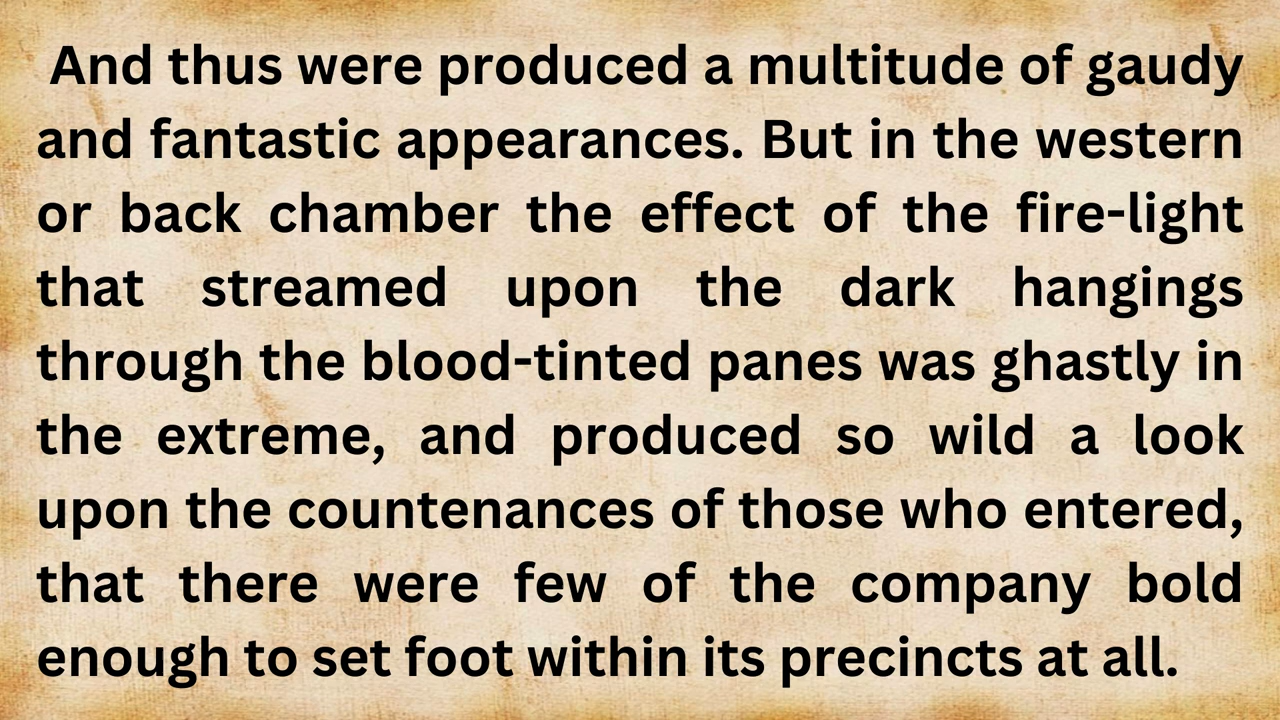 And thus were produced a multitude of gaudy
and fantastic appearances. But in the western
or back chamber the effect of the fire-light
that streamed upon the dark hangings
through the blood-tinted panes was ghastly in
the extreme, and produced so wild a look
upon the countenances of those who entered,
that there were few of the company bold
enough to set foot within its precincts at all.